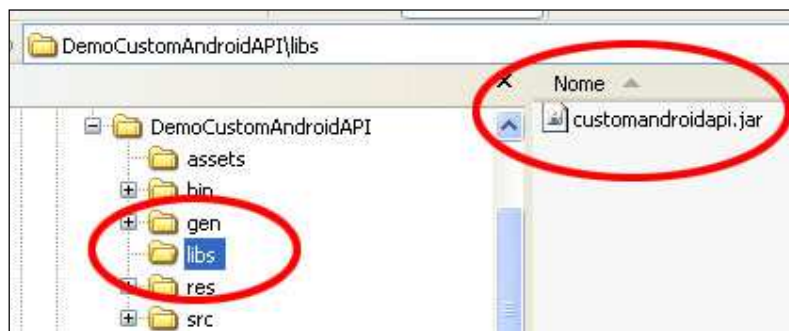 DemoCustomAndroidAPI\libs
X
Nome
DemoCustomAndroidAPI
customandroidapi.jar
assets
bin
gen
libs
res
src